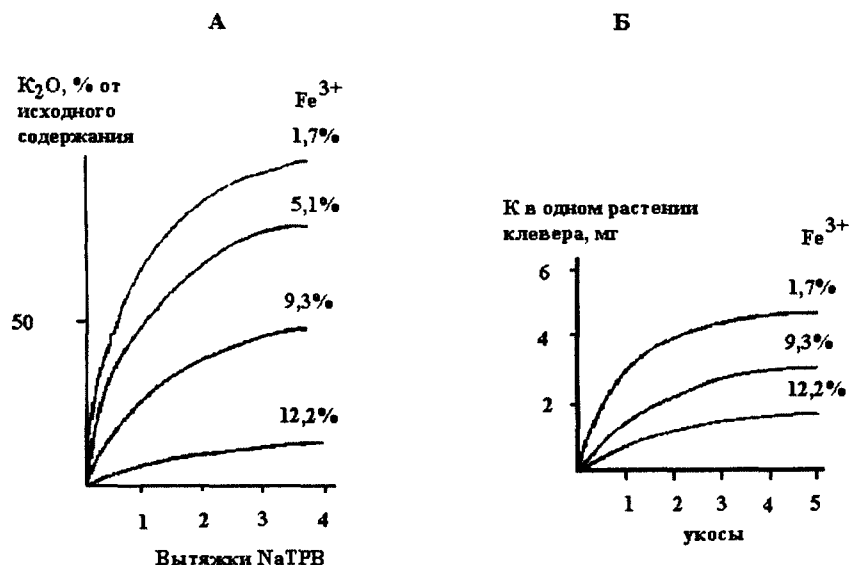 А
К₂О, % от
исходного
содержания
Fe³⁺
1,7%
5,1%
9,3%
12,2%
50
1 2 3 4
Вытяжки NaТРВ
Б
К в одном растении
клевера, мг
Fe³⁺
6
4
2
1,7%
9,3%
12,2%
1 2 3 4 5
укосы